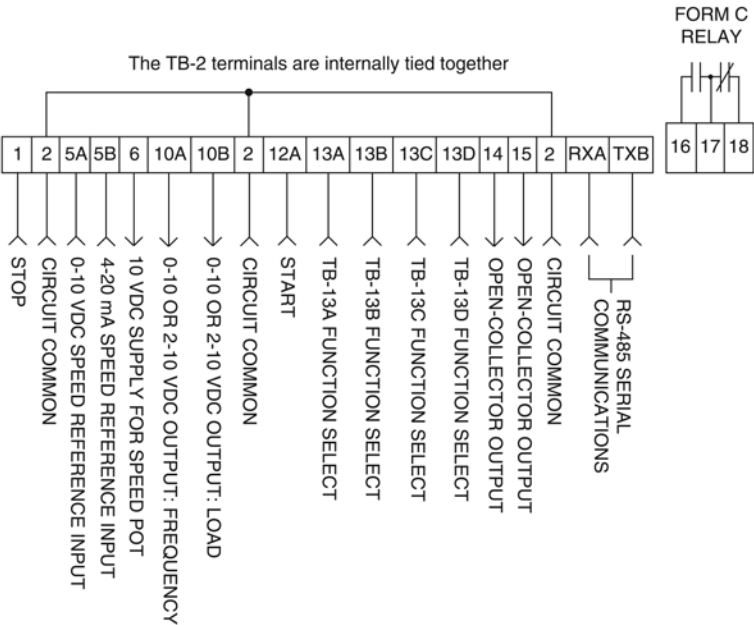 FORM C
RELAY
The TB-2 terminals are internally tied together
1 2 5A 5B 6 10A 10B 2 12A 13A 13B 13C 13D 14 15 2 RXA TXB
16 17 18
STOP
CIRCUIT COMMON
0-10 VDC SPEED REFERENCE INPUT
4-20 mA SPEED REFERENCE INPUT
10 VDC SUPPLY FOR SPEED POT
0-10 OR 2-10 VDC OUTPUT: FREQUENCY
0-10 OR 2-10 VDC OUTPUT: LOAD
CIRCUIT COMMON
START
TB-13A FUNCTION SELECT
TB-13B FUNCTION SELECT
TB-13C FUNCTION SELECT
TB-13D FUNCTION SELECT
OPEN-COLLECTOR OUTPUT
OPEN-COLLECTOR OUTPUT
CIRCUIT COMMON
RS-485 SERIAL
COMMUNICATIONS